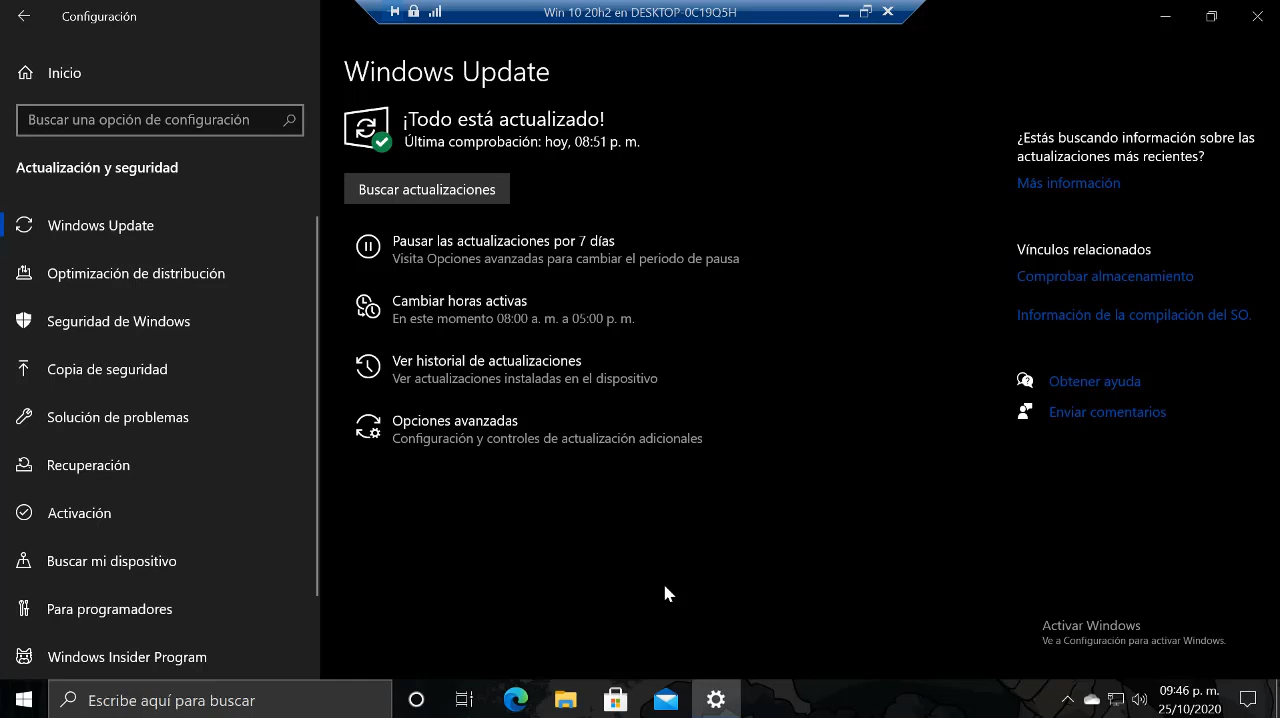 Configuración
Win 10 20h2 en DESKTOP-0C19Q5H
Inicio
Buscar una opción de configuración
Actualización y seguridad
Windows Update
Optimización de distribución
Seguridad de Windows
Copia de seguridad
Solución de problemas
Recuperación
Activación
Buscar mi dispositivo
Para programadores
Windows Insider Program
Windows Update
¡Todo está actualizado!
Última comprobación: hoy, 08:51 p. m.
Buscar actualizaciones
Pausar las actualizaciones por 7 días
Visita Opciones avanzadas para cambiar el periodo de pausa
Cambiar horas activas
En este momento 08:00 a. m. a 05:00 p. m.
Ver historial de actualizaciones
Ver actualizaciones instaladas en el dispositivo
Opciones avanzadas
Configuración y controles de actualización adicionales
¿Estás buscando información sobre las
actualizaciones más recientes?
Más información
Vínculos relacionados
Comprobar almacenamiento
Información de la compilación del SO.
Obtener ayuda
Enviar comentarios
Activar Windows
Ve a Configuración para activar Windows.
Escribe aquí para buscar
09:46 p. m.
25/10/2020